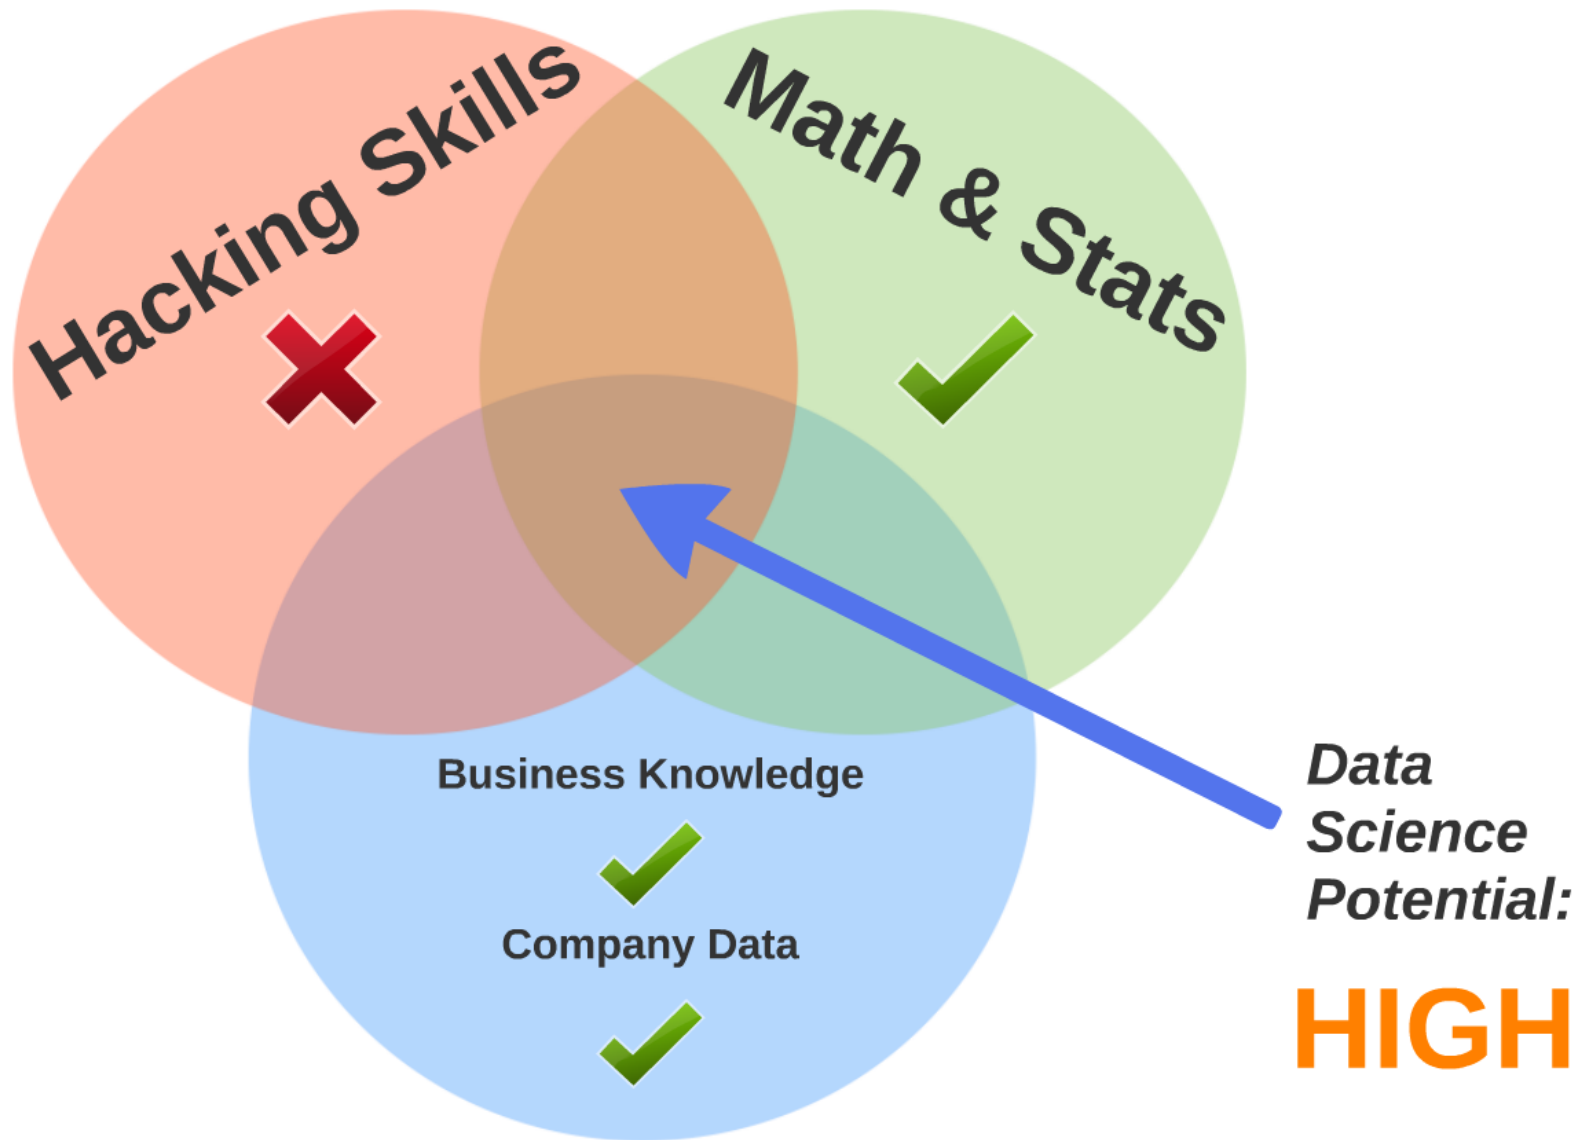 Hacking Skills
Math & Stats
Business Knowledge
Company Data
Data
Science
Potential:
HIGH